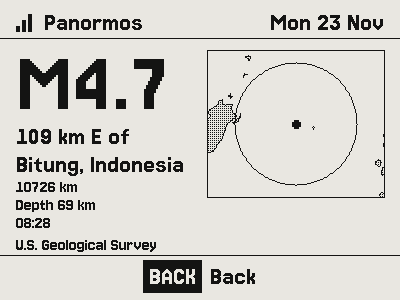 Panormos
Mon 23 Nov
M4.7
109 km E of
Bitung, Indonesia
10726 km
Depth 69 km
08:28
U.S. Geological Survey
BACK Back